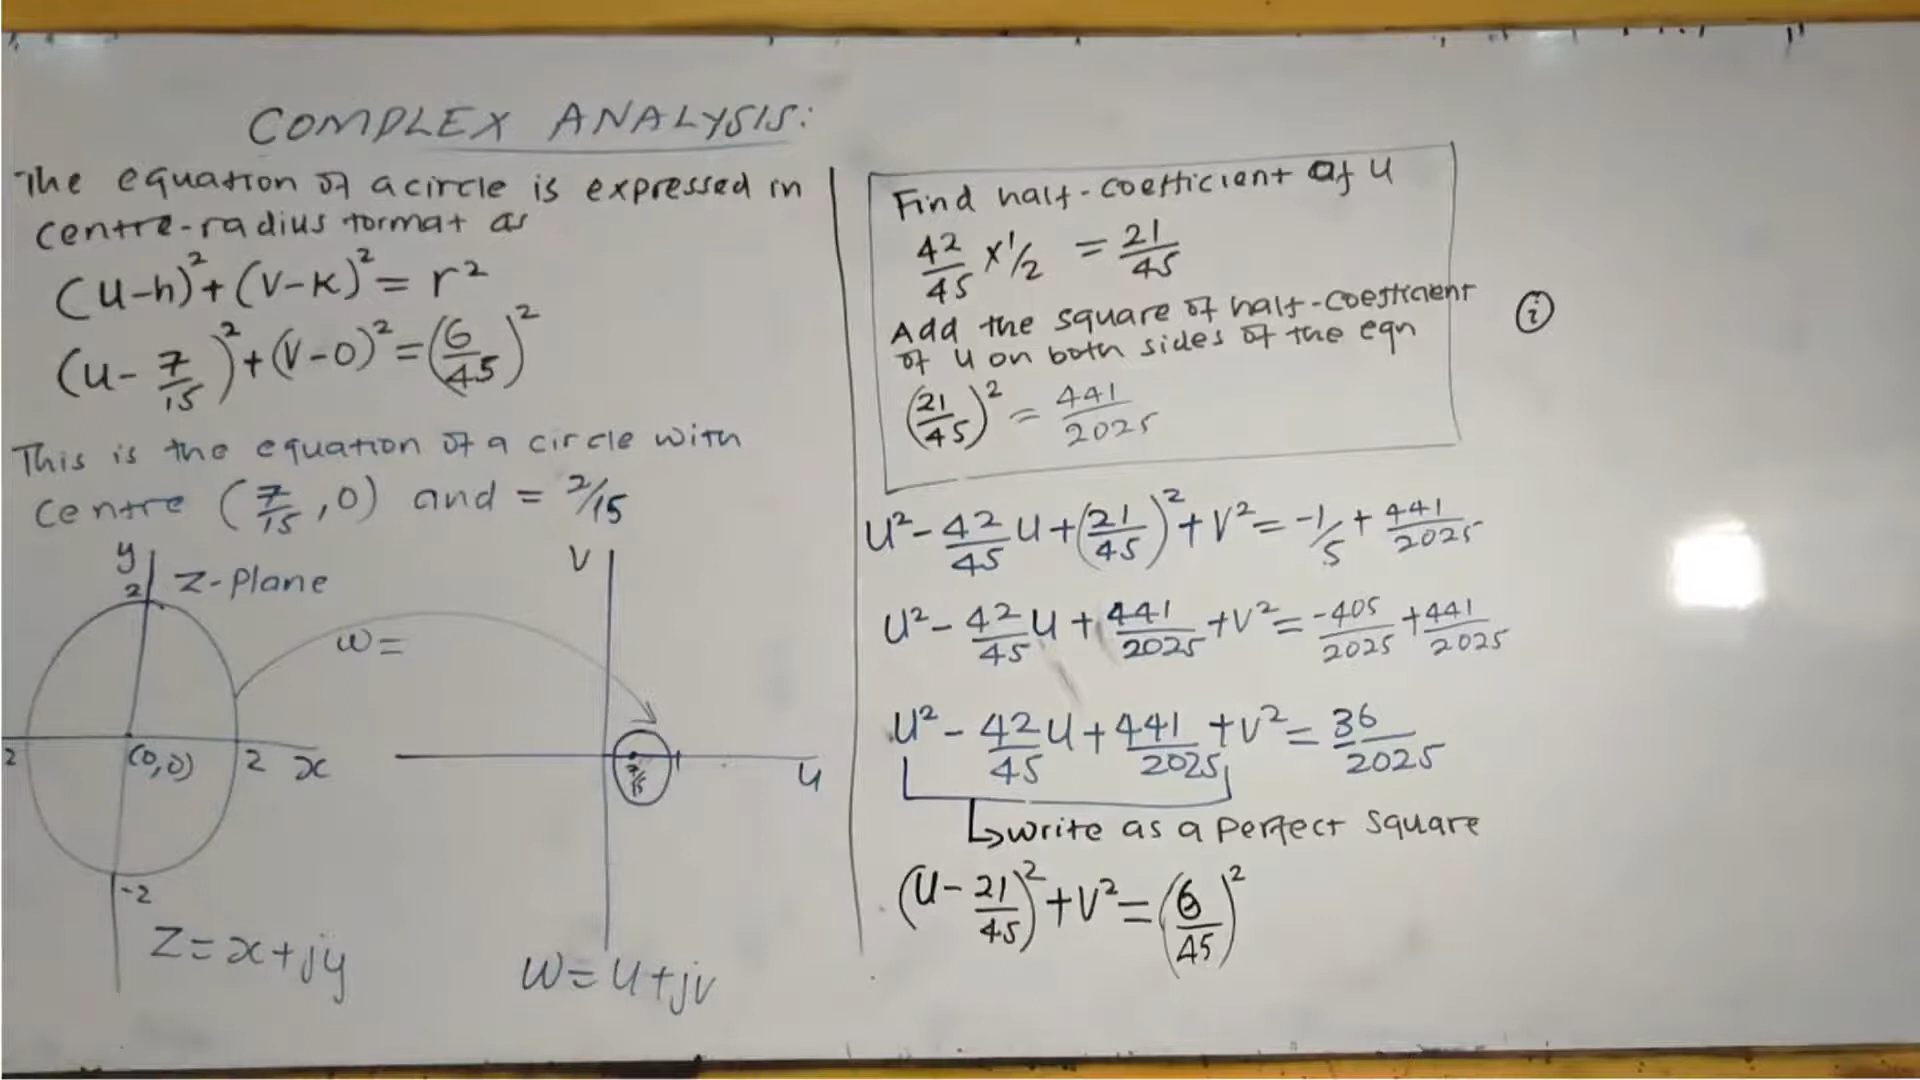 COMPLEX ANALYSIS:
The equation of a circle is expressed in
centre-radius format as
(U-h)² + (V-K)² = r²
(U - 7/15)² + (V-0)² = (6/45)²
This is the equation of a circle with
Centre (7/15, 0) and = 2/15
y
2
Z-Plane
W=
2
(0,0)
2
x
-2
Z = x+jy
V
7/15
1
U
W = U+jV
Find half-coefficient of U
42/45 × 1/2 = 21/45
Add the square of half-coefficient
of U on both sides of the eqn
(21/45)² = 441/2025
i
U² - 42/45 U + (21/45)² + V² = -1/5 + 441/2025
U² - 42/45 U + 441/2025 + V² = -405/2025 + 441/2025
U² - 42/45 U + 441/2025 + V² = 36/2025
↳ write as a perfect square
(U - 21/45)² + V² = (6/45)²